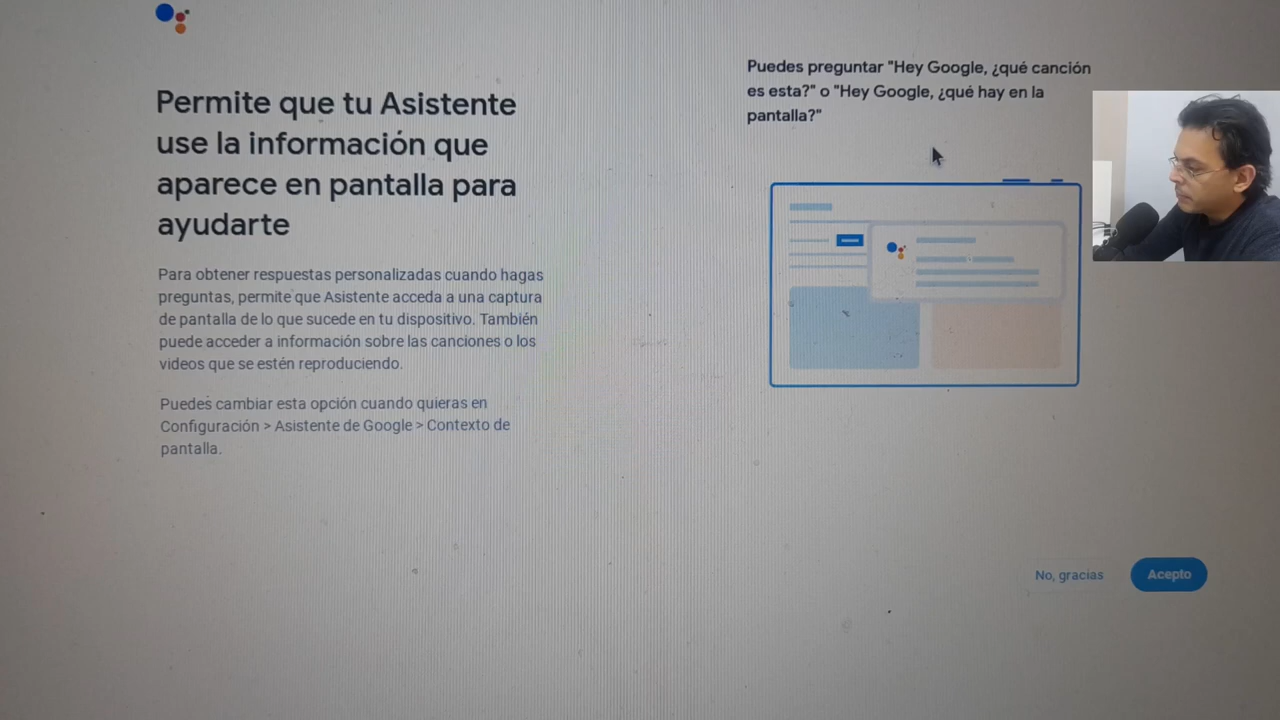 Permite que tu Asistente
use la información que
aparece en pantalla para
ayudarte
Para obtener respuestas personalizadas cuando hagas
preguntas, permite que Asistente acceda a una captura
de pantalla de lo que sucede en tu dispositivo. También
puede acceder a información sobre las canciones o los
videos que se estén reproduciendo.
Puedes cambiar esta opción cuando quieras en
Configuración > Asistente de Google > Contexto de
pantalla.
Puedes preguntar "Hey Google, ¿qué canción
es esta?" o "Hey Google, ¿qué hay en la
pantalla?"
No, gracias
Acepto